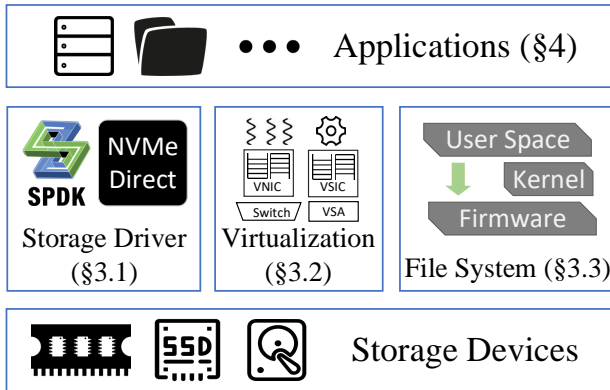 Applications (§4)
SPDK
NVMe
Direct
Storage Driver
(§3.1)
VNIC
VSIC
Switch
VSA
Virtualization
(§3.2)
User Space
Kernel
Firmware
File System (§3.3)
SSD
Storage Devices